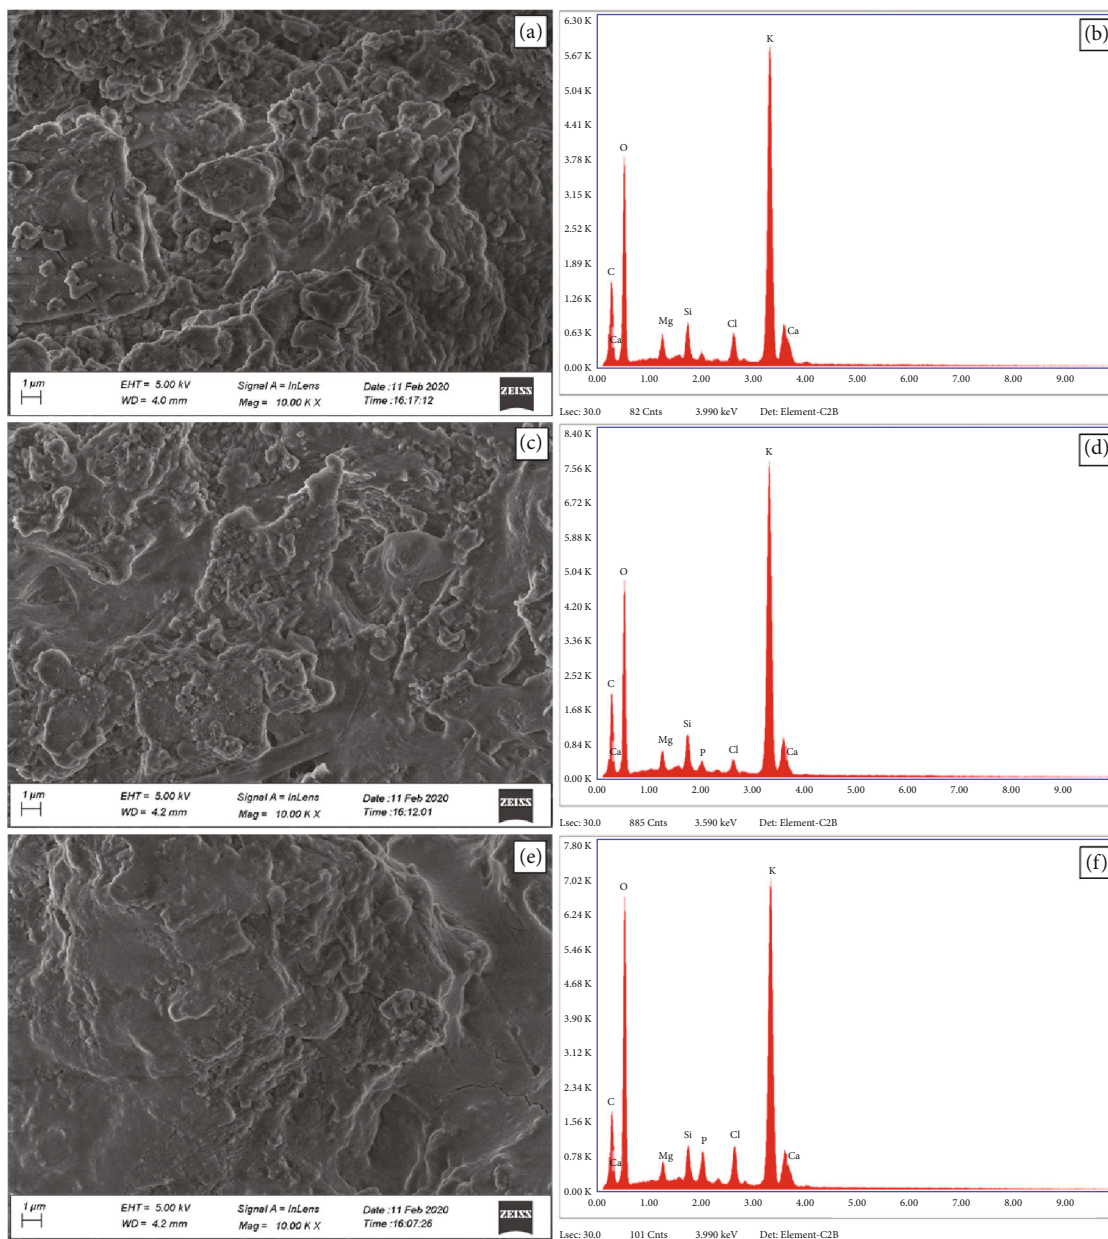 (a)
1 μm
EHT = 5.00 kV
Signal A = InLens
Date :11 Feb 2020
WD = 4.0 mm
Mag = 10.00 K X
Time :16:17:12
ZEISS
(b)
6.30 K
5.67 K
5.04 K
4.41 K
3.78 K
3.15 K
2.52 K
1.89 K
1.26 K
0.63 K
0.00 K
K
O
C
Ca
Mg
Si
Cl
Ca
0.00 1.00 2.00 3.00 4.00 5.00 6.00 7.00 8.00 9.00
Lsec: 30.0 82 Cnts 3.990 keV Det: Element-C2B
(c)
1 μm
EHT = 5.00 kV
Signal A = InLens
Date :11 Feb 2020
WD = 4.2 mm
Mag = 10.00 K X
Time :16:12:01
ZEISS
(d)
8.40 K
7.56 K
6.72 K
5.88 K
5.04 K
4.20 K
3.36 K
2.52 K
1.68 K
0.84 K
0.00 K
K
O
C
Ca
Mg
Si
P
Cl
Ca
0.00 1.00 2.00 3.00 4.00 5.00 6.00 7.00 8.00 9.00
Lsec: 30.0 885 Cnts 3.590 keV Det: Element-C2B
(e)
1 μm
EHT = 5.00 kV
Signal A = InLens
Date :11 Feb 2020
WD = 4.2 mm
Mag = 10.00 K X
Time :16:07:26
ZEISS
(f)
7.80 K
7.02 K
6.24 K
5.46 K
4.68 K
3.90 K
3.12 K
2.34 K
1.56 K
0.78 K
0.00 K
K
O
C
Ca
Mg
Si
P
Cl
Ca
0.00 1.00 2.00 3.00 4.00 5.00 6.00 7.00 8.00 9.00
Lsec: 30.0 101 Cnts 3.990 keV Det: Element-C2B